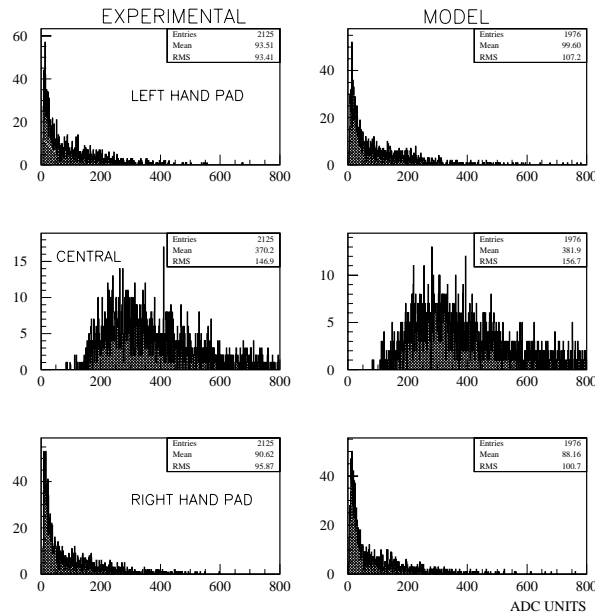 EXPERIMENTAL MODEL
Entries 2125
Mean 93.51
RMS 93.41
LEFT HAND PAD
60
40
20
0
0 200 400 600 800
Entries 1976
Mean 99.60
RMS 107.2
40
20
0
0 200 400 600 800
Entries 2125
Mean 370.2
RMS 146.9
CENTRAL
15
10
5
0
0 200 400 600 800
Entries 1976
Mean 381.9
RMS 156.7
10
5
0
0 200 400 600 800
Entries 2125
Mean 90.62
RMS 95.87
RIGHT HAND PAD
40
20
0
0 200 400 600 800
Entries 1976
Mean 88.16
RMS 100.7
40
20
0
0 200 400 600 800
ADC UNITS